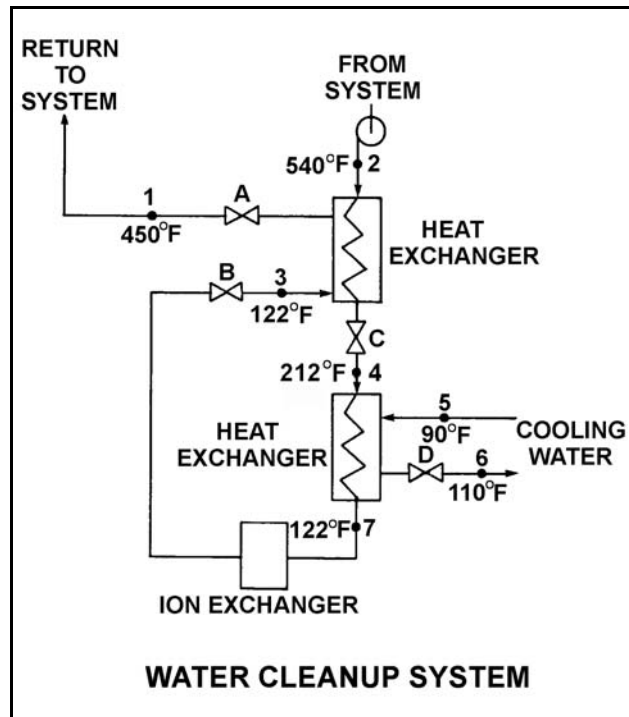 RETURN
TO
SYSTEM
FROM
SYSTEM
540°F 2
1
A
450°F
HEAT
EXCHANGER
B
3
122°F
C
212°F 4
HEAT
EXCHANGER
5
90°F
COOLING
WATER
D
6
110°F
122°F 7
ION EXCHANGER
WATER CLEANUP SYSTEM